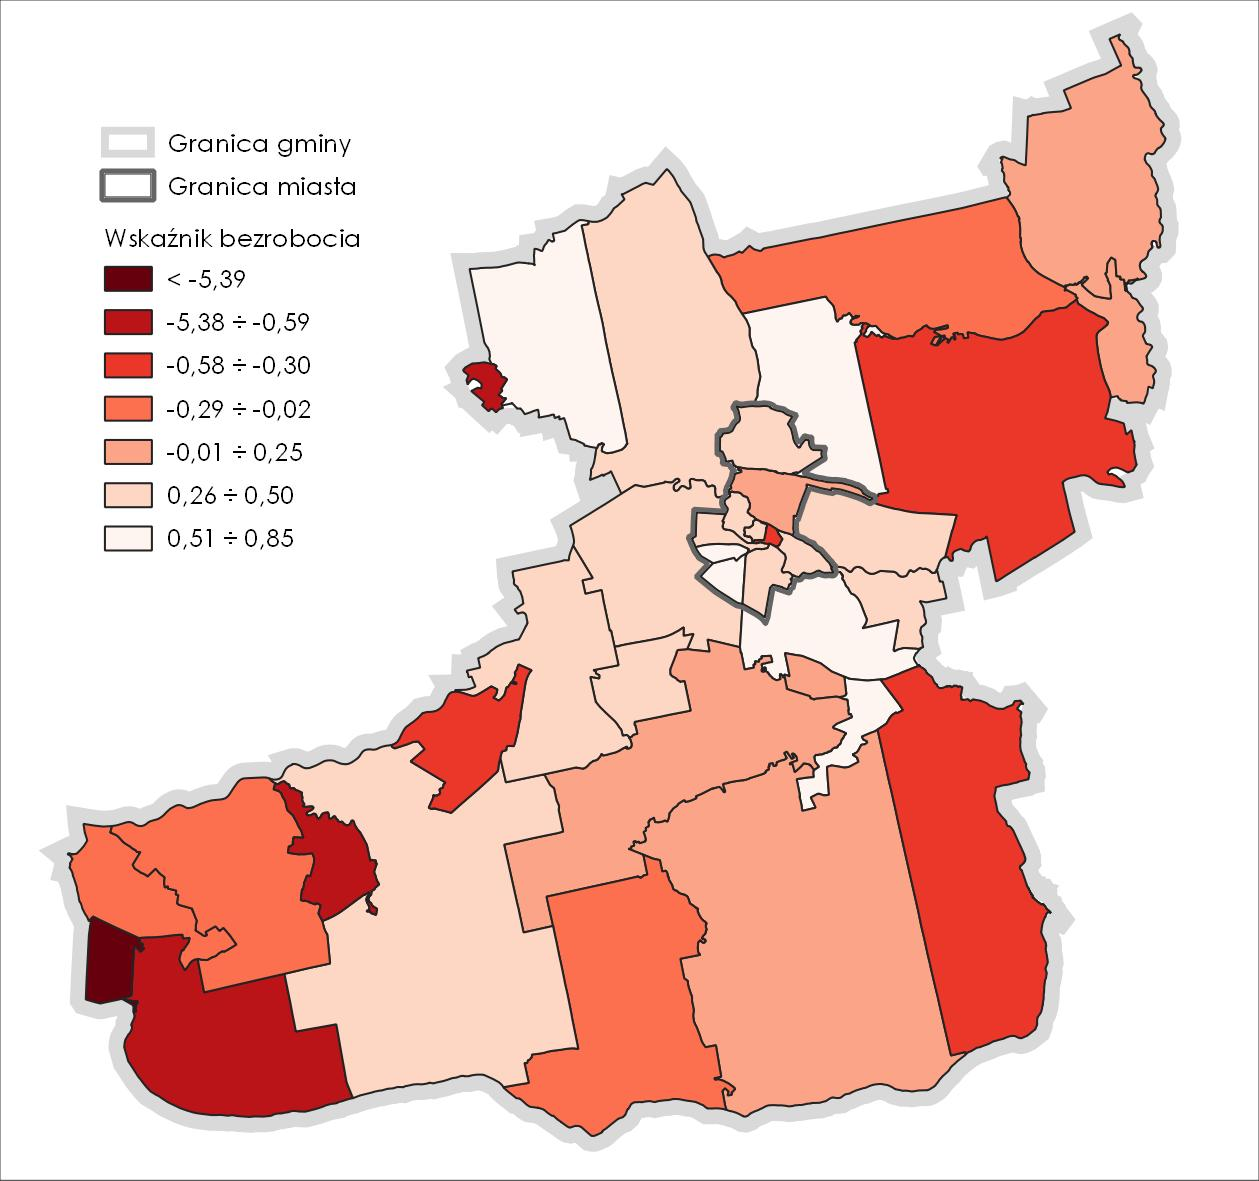 Granica gminy
Granica miasta
Wskaźnik bezrobocia
< -5,39
-5,38 ÷ -0,59
-0,58 ÷ -0,30
-0,29 ÷ -0,02
-0,01 ÷ 0,25
0,26 ÷ 0,50
0,51 ÷ 0,85